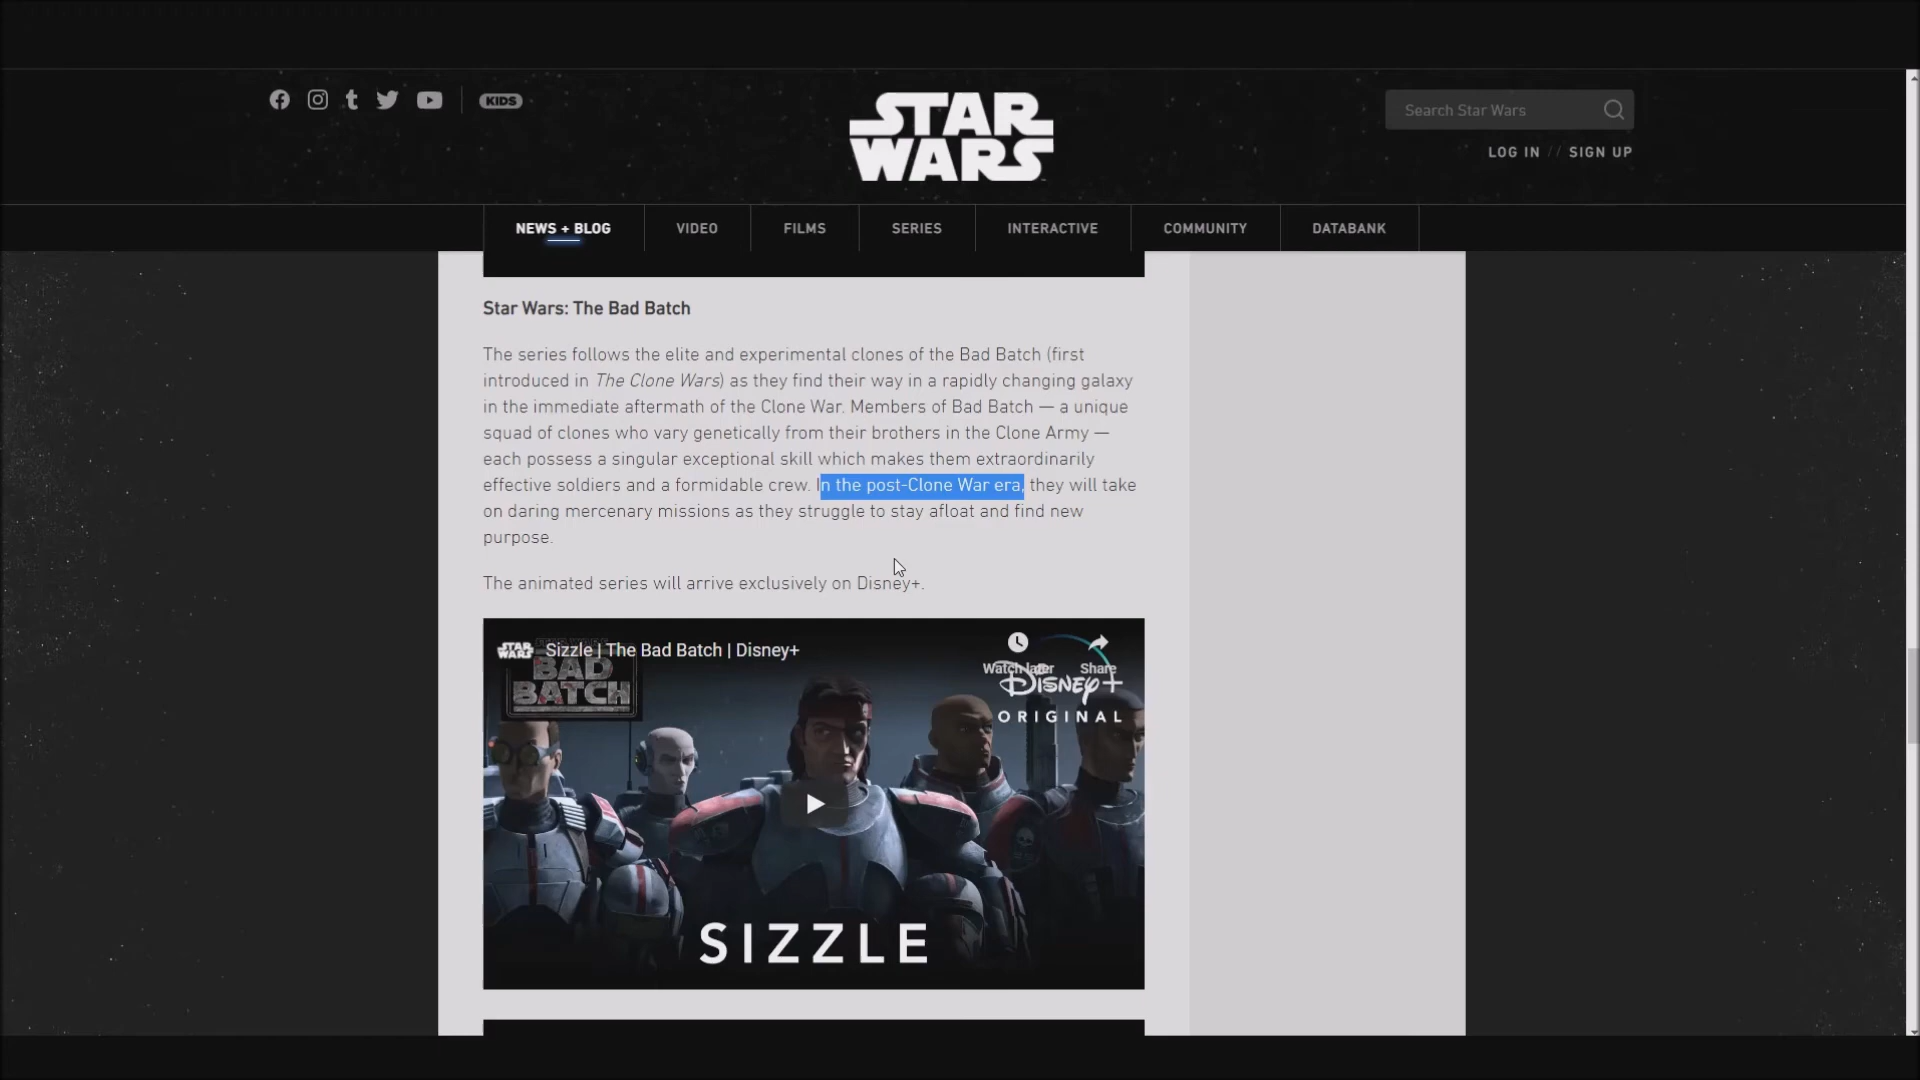 KIDS
STAR
WARS
Search Star Wars
LOG IN // SIGN UP
NEWS + BLOG
VIDEO
FILMS
SERIES
INTERACTIVE
COMMUNITY
DATABANK
Star Wars: The Bad Batch
The series follows the elite and experimental clones of the Bad Batch (first
introduced in The Clone Wars) as they find their way in a rapidly changing galaxy
in the immediate aftermath of the Clone War. Members of Bad Batch — a unique
squad of clones who vary genetically from their brothers in the Clone Army —
each possess a singular exceptional skill which makes them extraordinarily
effective soldiers and a formidable crew. In the post-Clone War era, they will take
on daring mercenary missions as they struggle to stay afloat and find new
purpose.
The animated series will arrive exclusively on Disney+.
STAR
WARS
Sizzle | The Bad Batch | Disney+
Watch later
Share
BAD
BATCH
Disney+
ORIGINAL
SIZZLE